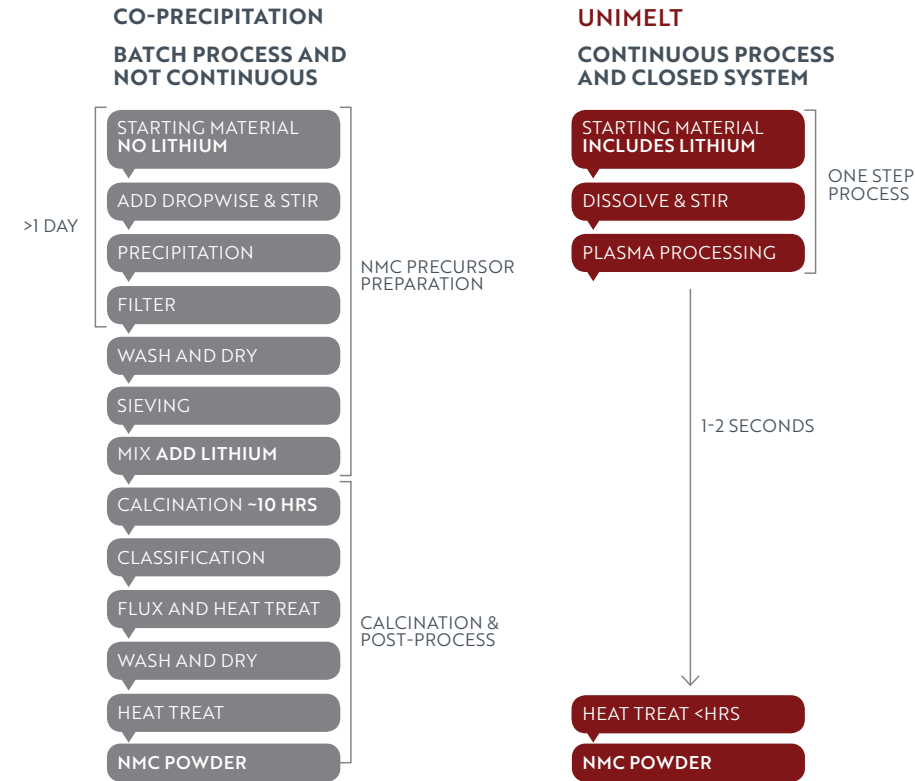 CO-PRECIPITATION
BATCH PROCESS AND
NOT CONTINUOUS
>1 DAY
STARTING MATERIAL
NO LITHIUM
ADD DROPWISE & STIR
PRECIPITATION
FILTER
WASH AND DRY
SIEVING
MIX ADD LITHIUM
NMC PRECURSOR
PREPARATION
CALCINATION ~10 HRS
CLASSIFICATION
FLUX AND HEAT TREAT
WASH AND DRY
HEAT TREAT
NMC POWDER
CALCINATION &
POST-PROCESS
UNIMELT
CONTINUOUS PROCESS
AND CLOSED SYSTEM
STARTING MATERIAL
INCLUDES LITHIUM
DISSOLVE & STIR
PLASMA PROCESSING
ONE STEP
PROCESS
1-2 SECONDS
HEAT TREAT <HRS
NMC POWDER